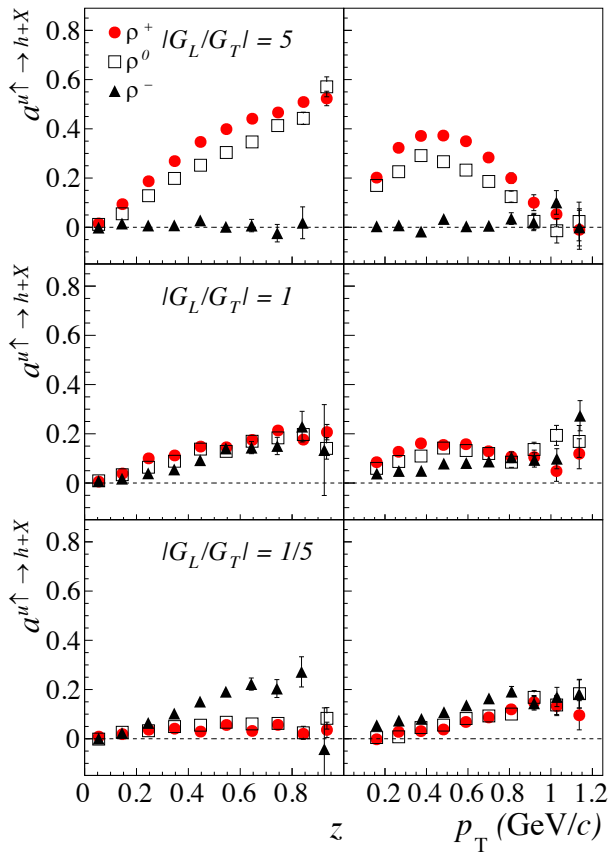 a^{u↑ → h+X}
0.8
0.6
0.4
0.2
0
ρ^+
ρ^0
ρ^-
|G_L/G_T| = 5
a^{u↑ → h+X}
0.8
0.6
0.4
0.2
0
|G_L/G_T| = 1
a^{u↑ → h+X}
0.8
0.6
0.4
0.2
0
|G_L/G_T| = 1/5
0 0.2 0.4 0.6 0.8
0.2 0.4 0.6 0.8 1 1.2
z
p_T (GeV/c)